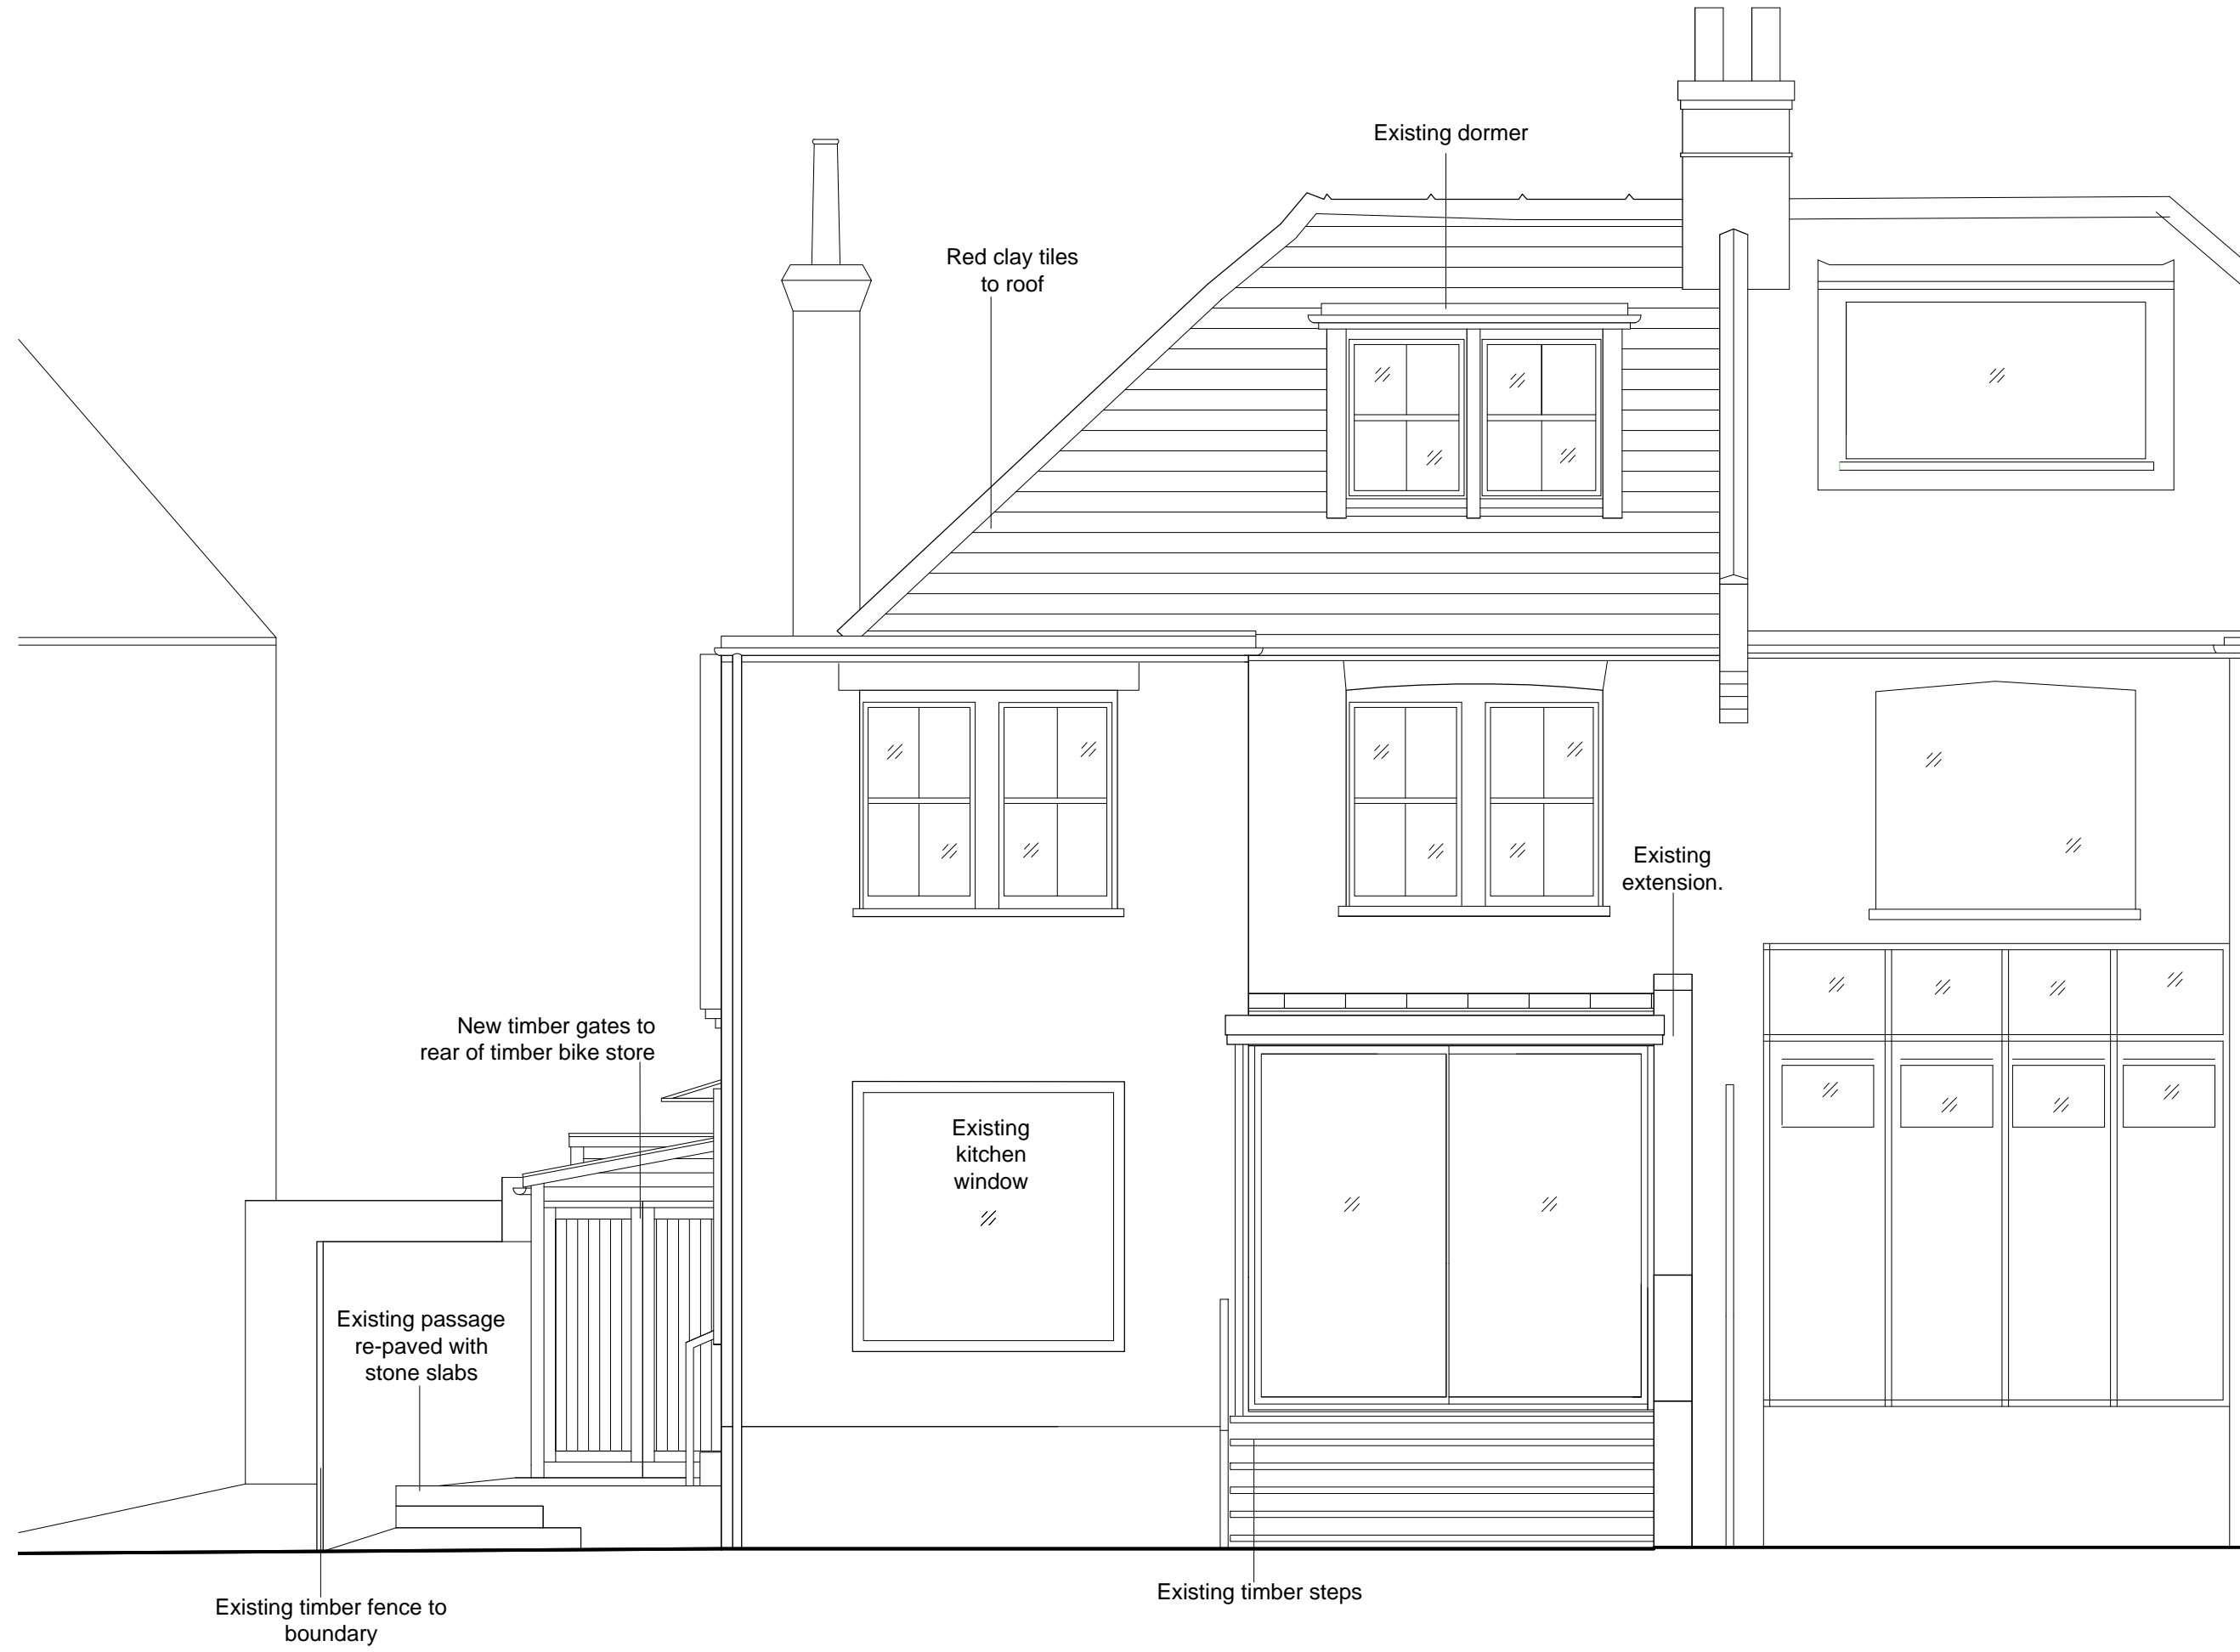 Existing dormer
Red clay tiles
to roof
Existing
extension.
New timber gates to
rear of timber bike store
Existing
kitchen
window
Existing passage
re-paved with
stone slabs
Existing timber steps
Existing timber fence to
boundary